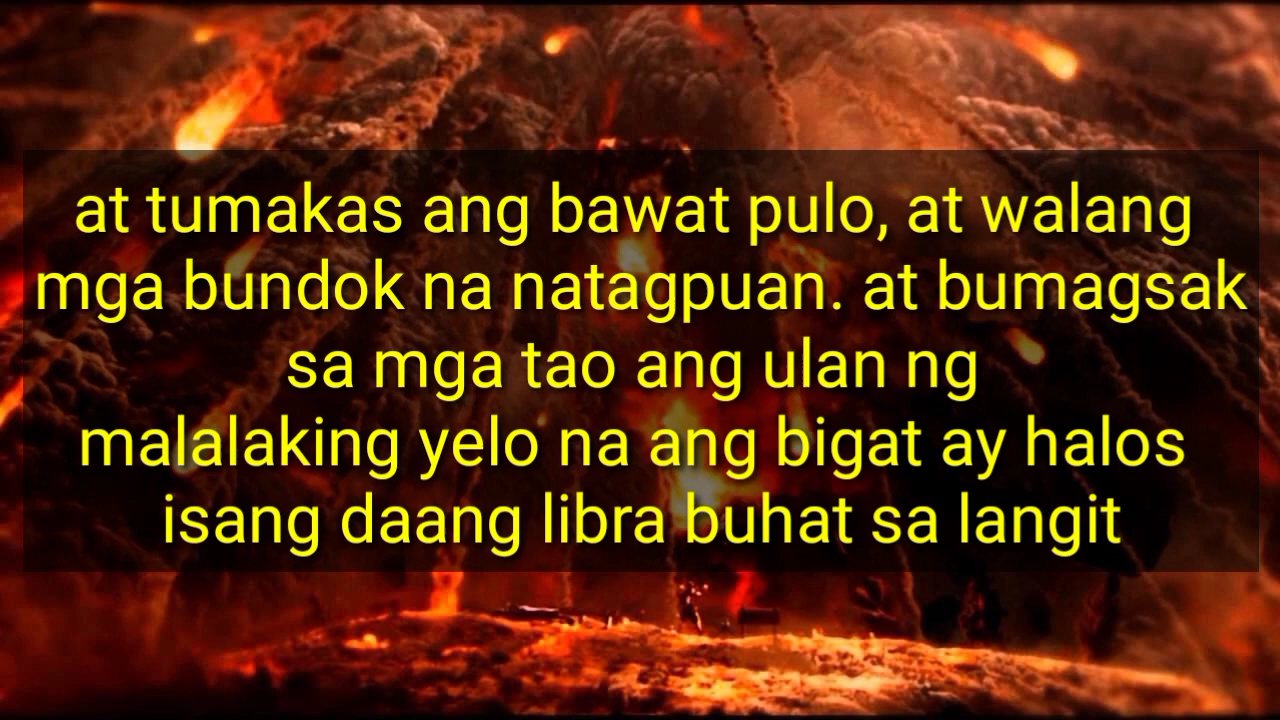 at tumakas ang bawat pulo, at walang
mga bundok na natagpuan. at bumagsak
sa mga tao ang ulan ng
malalaking yelo na ang bigat ay halos
isang daang libra buhat sa langit